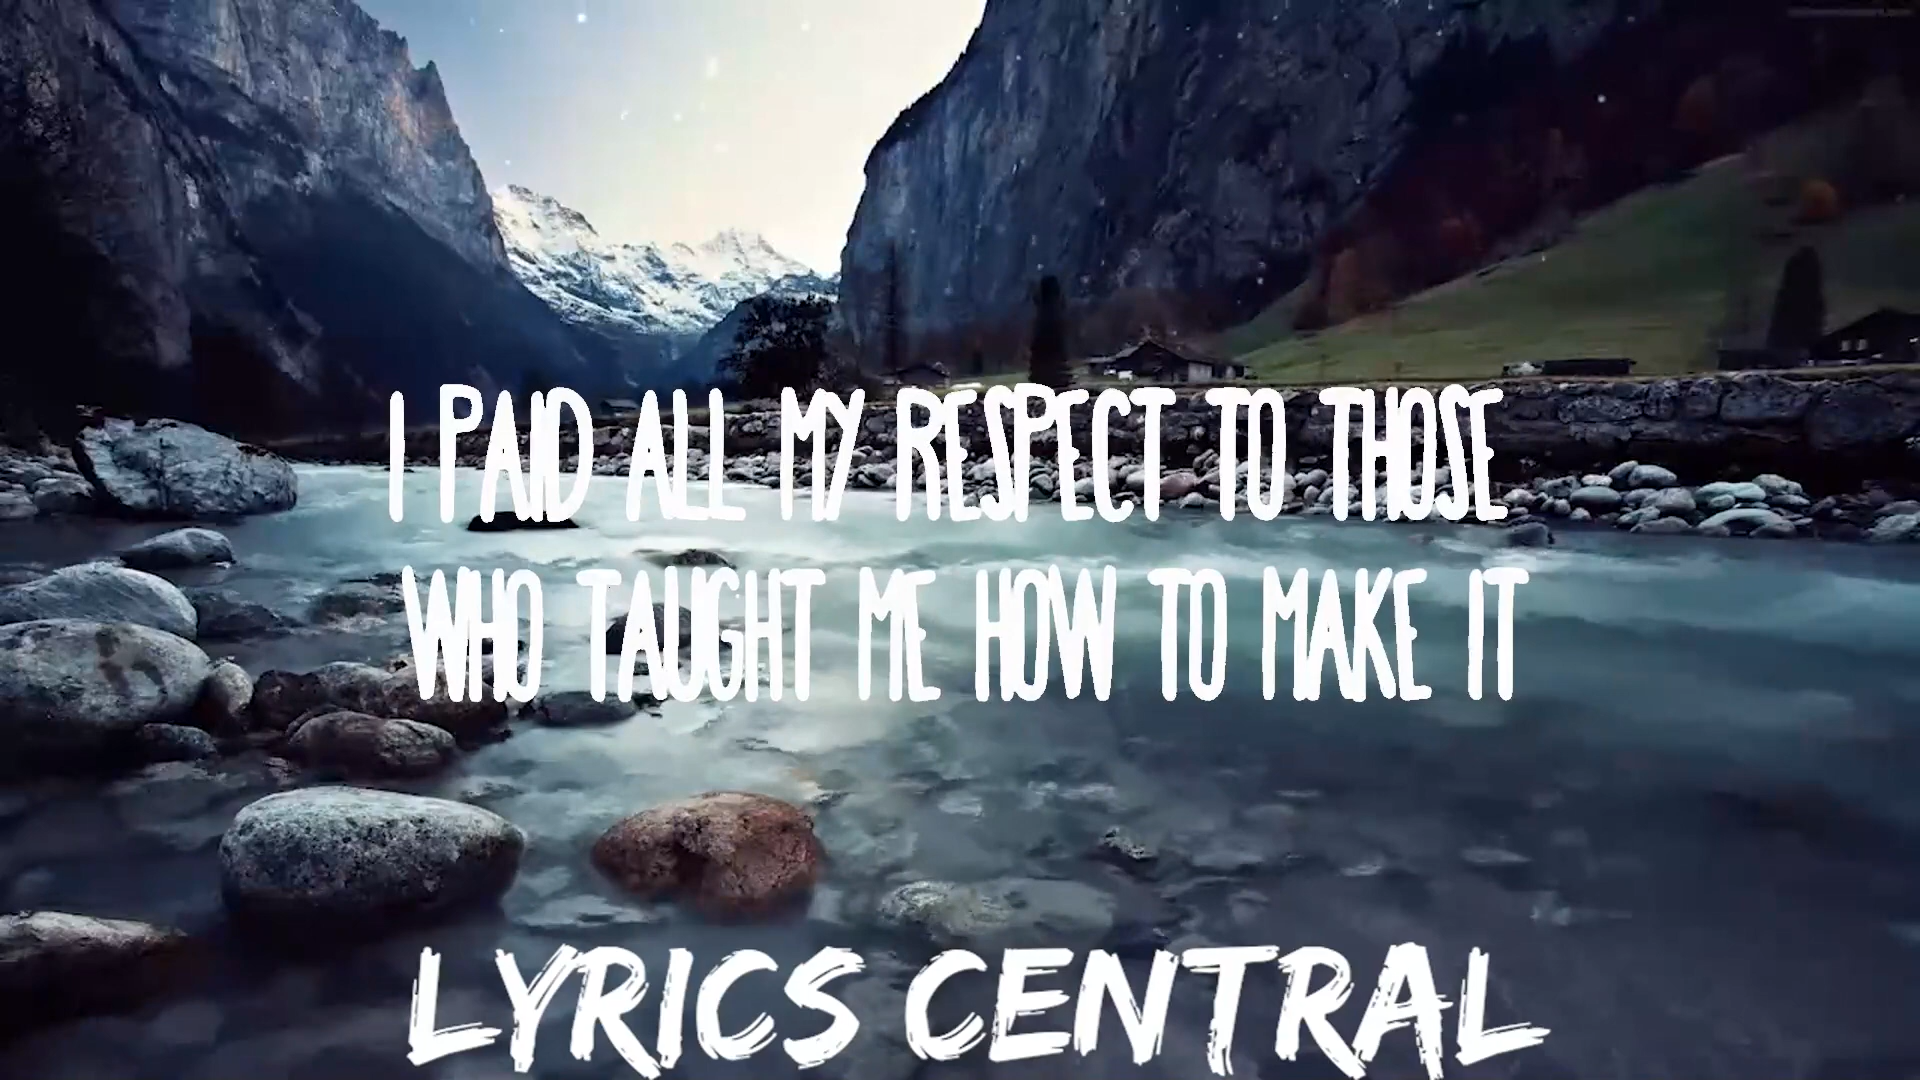 I PAID ALL MY RESPECT TO THOSE
WHO TAUGHT ME HOW TO MAKE IT
LYRICS CENTRAL